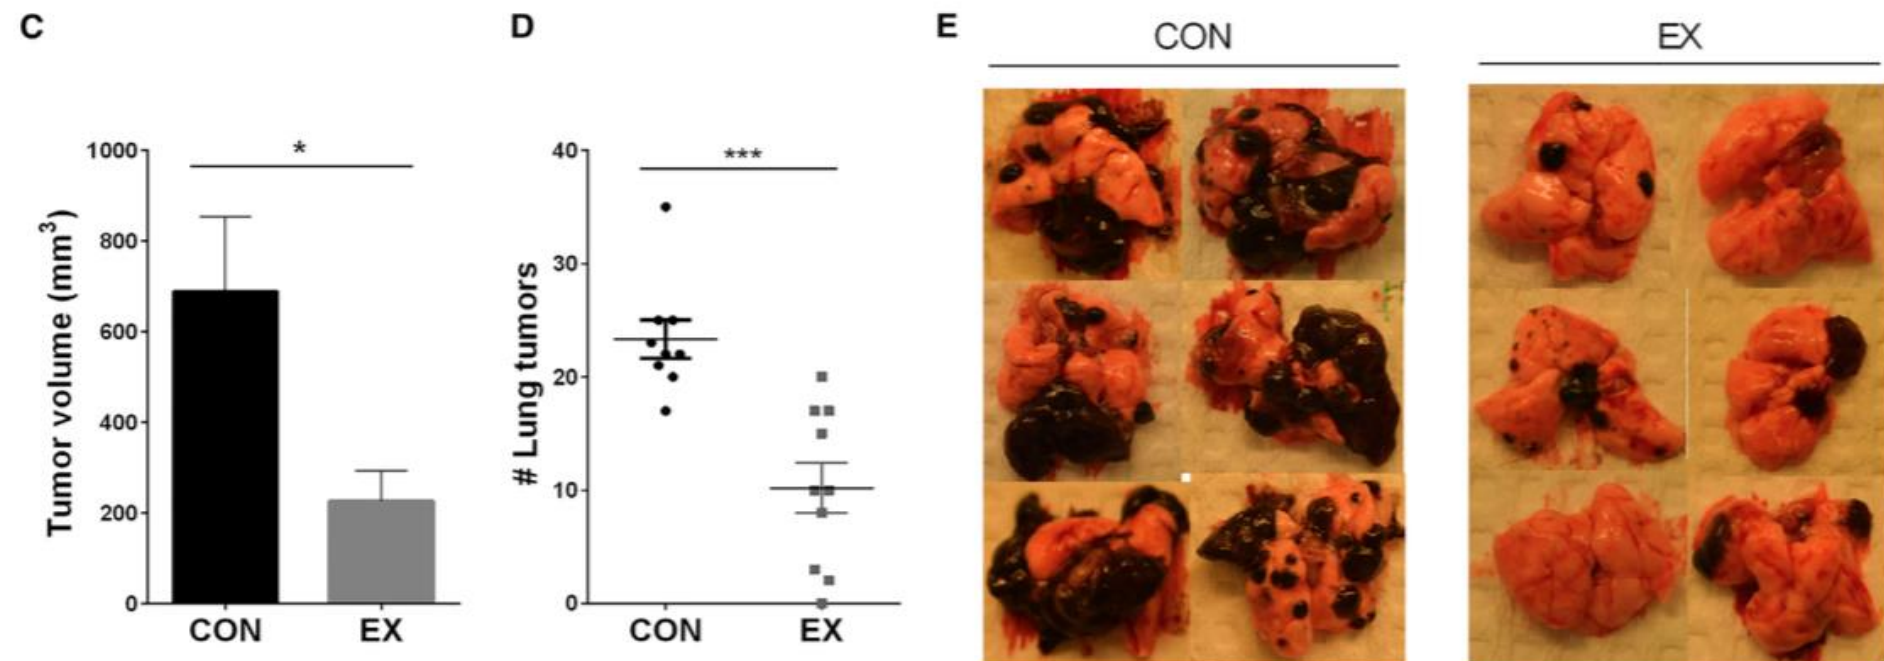 C
Tumor volume (mm³)
1000
800
600
400
200
0
*
CON
EX
D
# Lung tumors
40
30
20
10
0
***
CON
EX
E
CON
EX